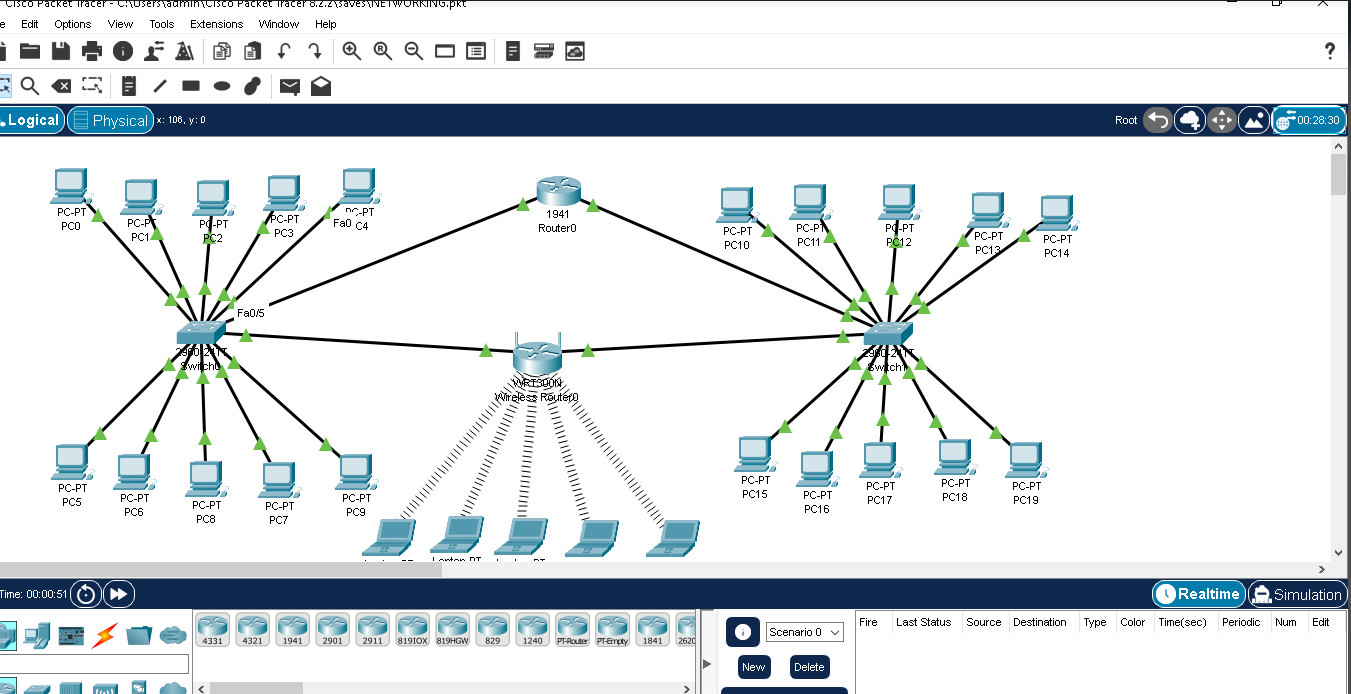 Cisco Packet Tracer - C:\Users\admin\Cisco Packet Tracer 8.2.2\saves\NETWORKING.pkt
Edit Options View Tools Extensions Window Help
Logical Physical x: 106, y: 0 Root 00:28:30
PC-PT
PC0
PC-PT
PC1
PC-PT
PC2
PC-PT
PC3
Fa0
PC-PT
C4
1941
Router0
PC-PT
PC10
PC-PT
PC11
PC-PT
PC12
PC-PT
PC13
PC-PT
PC14
Fa0/5
2960-24TT
Switch0
WRT300N
Wireless Router0
2960-24TT
Switch1
PC-PT
PC5
PC-PT
PC6
PC-PT
PC8
PC-PT
PC7
PC-PT
PC9
PC-PT
PC15
PC-PT
PC16
PC-PT
PC17
PC-PT
PC18
PC-PT
PC19
Laptop-PT
Time: 00:00:51 Realtime Simulation
4331 4321 1941 2901 2911 819IOX 819HGW 829 1240 PT-Router PT-Empty 1841 2620
Scenario 0
New Delete
Fire Last Status Source Destination Type Color Time(sec) Periodic Num Edit